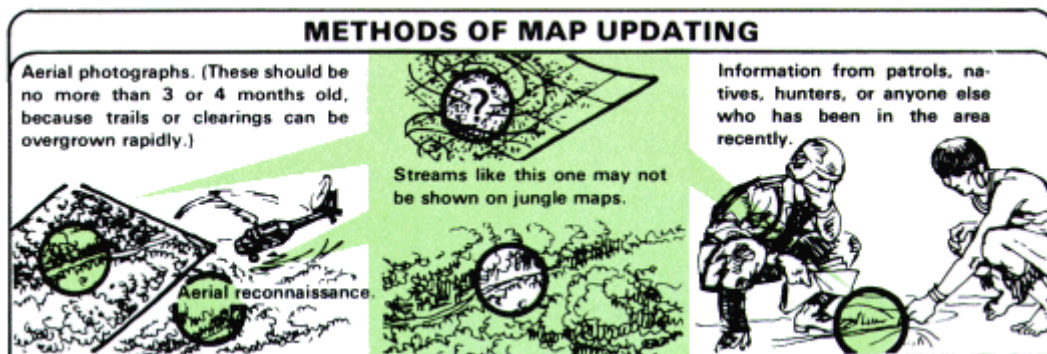 METHODS OF MAP UPDATING
Aerial photographs. (These should be
no more than 3 or 4 months old,
because trails or clearings can be
overgrown rapidly.)
Aerial reconnaissance.
?
Streams like this one may not
be shown on jungle maps.
Information from patrols, na-
tives, hunters, or anyone else
who has been in the area
recently.